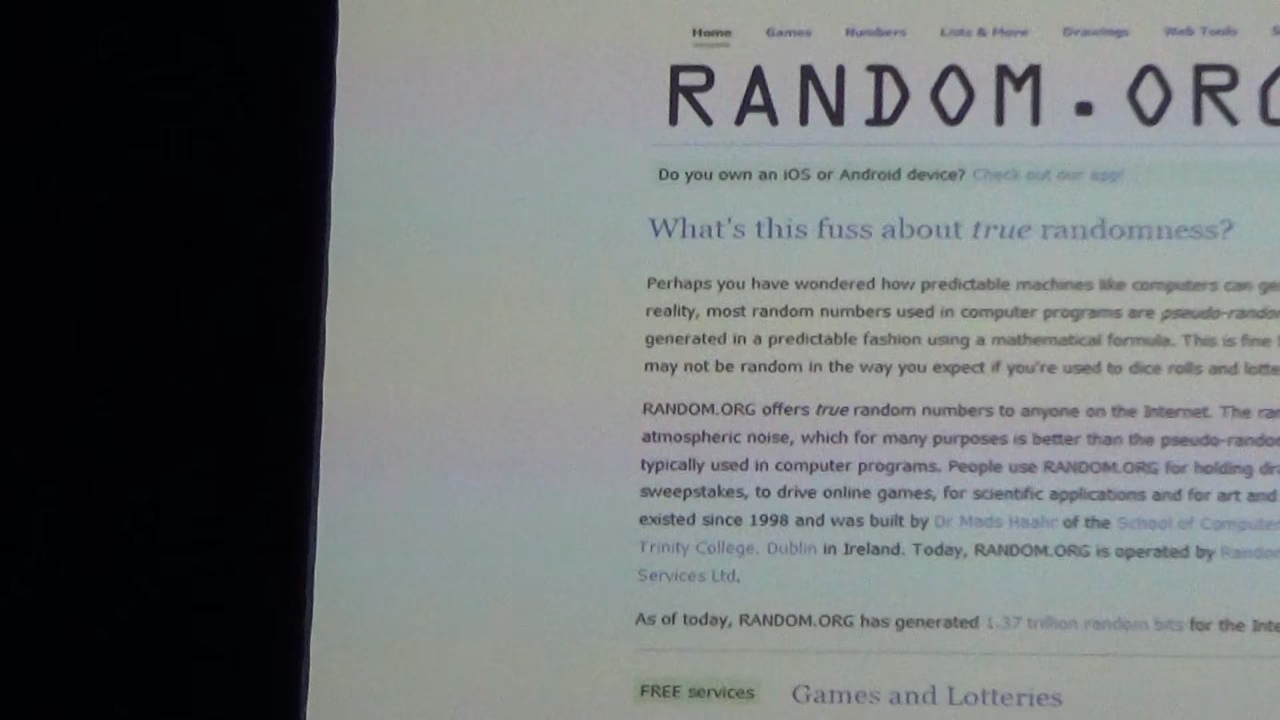 Home Games Numbers Lists & More Drawings Web Tools
RANDOM.ORG
Do you own an iOS or Android device? Check out our app!
What's this fuss about true randomness?
Perhaps you have wondered how predictable machines like computers can
reality, most random numbers used in computer programs are
generated in a predictable fashion using a mathematical formula. This is fine
may not be random in the way you expect if you're used to dice rolls and
RANDOM.ORG offers true random numbers to anyone on the Internet. The
atmospheric noise, which for many purposes is better than the
typically used in computer programs. People use RANDOM.ORG for holding
sweepstakes, to drive online games, for scientific applications and for art and
existed since 1998 and was built by Dr Mads Haahr of the School of
Trinity College, Dublin in Ireland. Today, RANDOM.ORG is operated by
Services Ltd.
As of today, RANDOM.ORG has generated 1.37 trillion random bits for the
FREE services Games and Lotteries